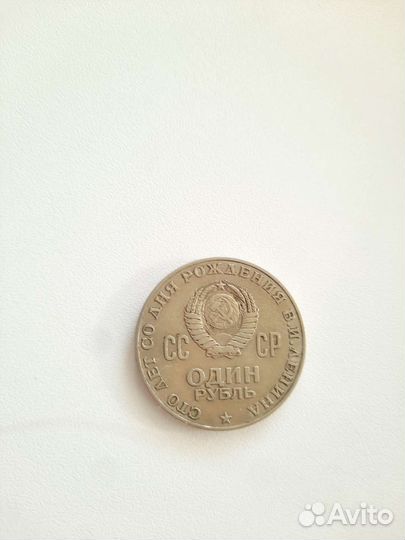 СТО ЛЕТ СО ДНЯ РОЖДЕНИЯ В.И.ЛЕНИНА
СС СР
ОДИН
РУБЛЬ
Avito